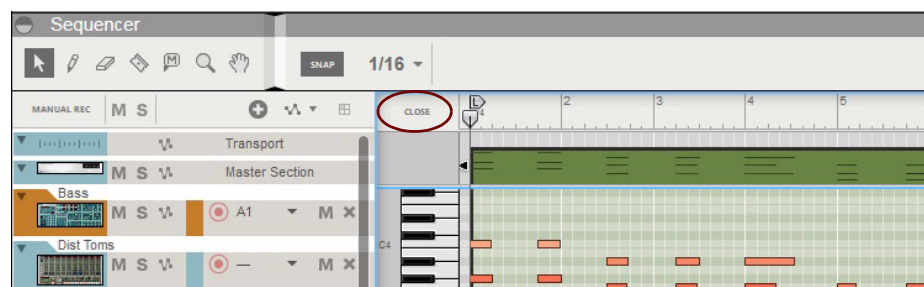 Sequencer
SNAP 1/16
MANUAL REC M S CLOSE L 4 2 3 4 5
Transport
M S Master Section
Bass
M S A1 M
Dist Toms
M S — M
C4